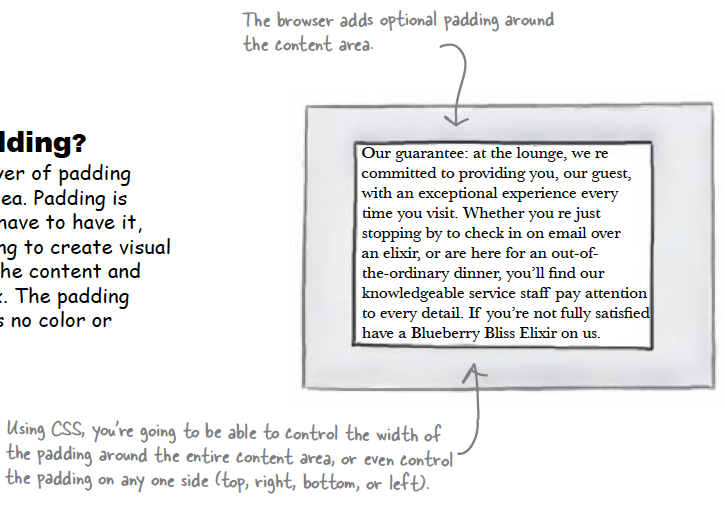 The browser adds optional padding around
the content area.
dding?
ver of padding
ea. Padding is
have to have it,
ng to create visual
he content and
x. The padding
s no color or
Our guarantee: at the lounge, we re
committed to providing you, our guest,
with an exceptional experience every
time you visit. Whether you re just
stopping by to check in on email over
an elixir, or are here for an out-of-
the-ordinary dinner, you’ll find our
knowledgeable service staff pay attention
to every detail. If you’re not fully satisfied
have a Blueberry Bliss Elixir on us.
Using CSS, you’re going to be able to control the width of
the padding around the entire content area, or even control
the padding on any one side (top, right, bottom, or left).